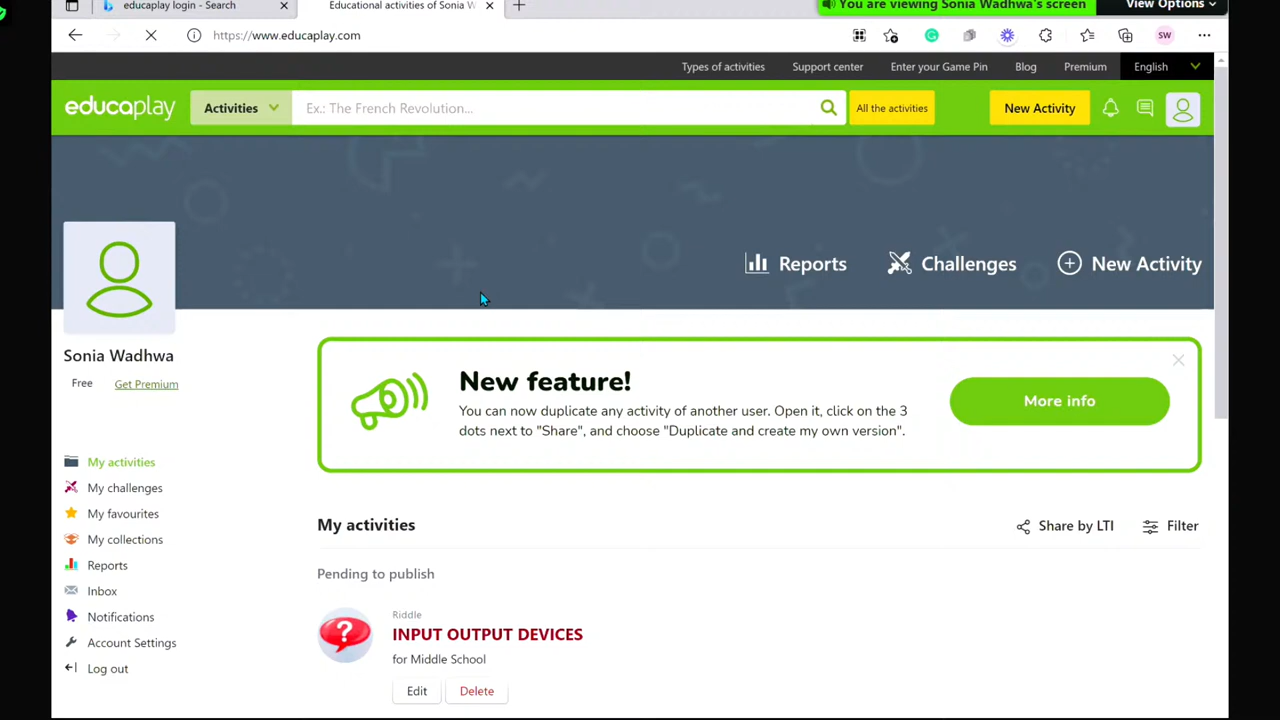 educaplay login - Search
Educational activities of Sonia W
You are viewing Sonia Wadhwa's screen
View Options
https://www.educaplay.com
SW
Types of activities
Support center
Enter your Game Pin
Blog
Premium
English
educaplay
Activities
Ex.: The French Revolution...
All the activities
New Activity
Reports
Challenges
New Activity
Sonia Wadhwa
Free
Get Premium
New feature!
You can now duplicate any activity of another user. Open it, click on the 3
dots next to "Share", and choose "Duplicate and create my own version".
More info
My activities
My challenges
My favourites
My collections
Reports
Inbox
Notifications
Account Settings
Log out
My activities
Share by LTI
Filter
Pending to publish
Riddle
INPUT OUTPUT DEVICES
for Middle School
Edit
Delete